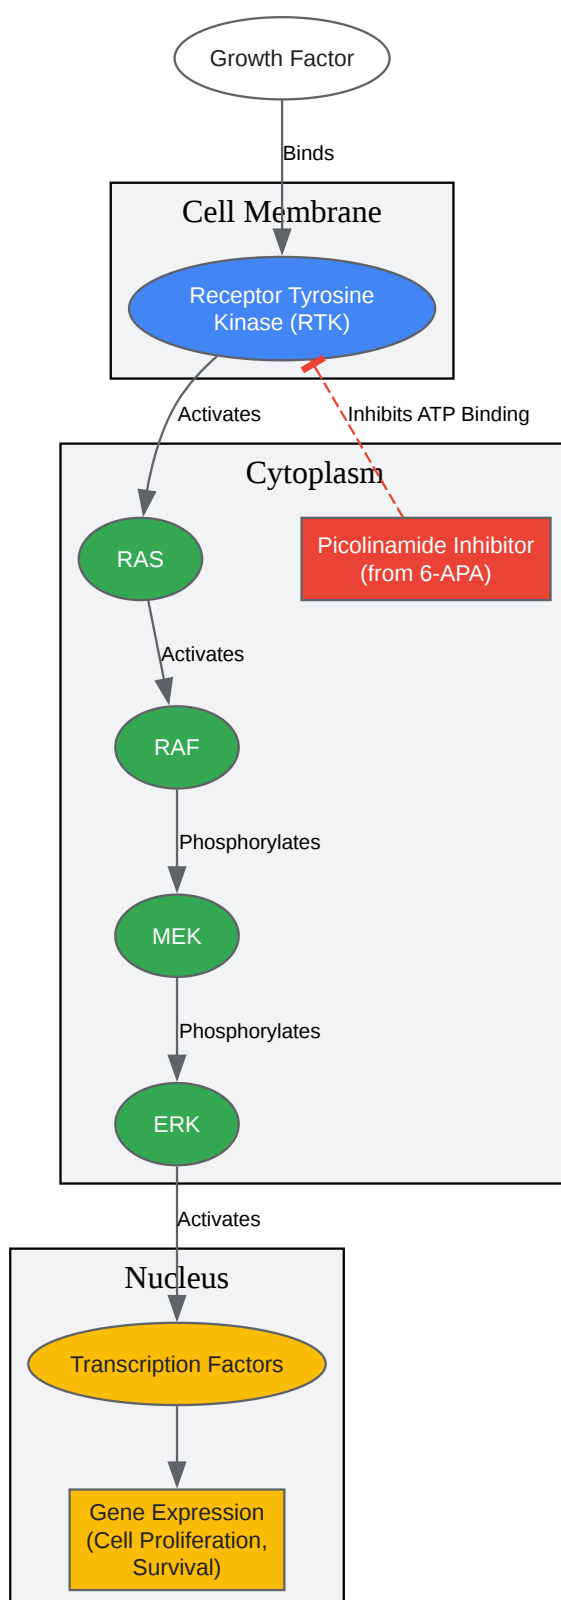 Growth Factor
Binds
Cell Membrane
Receptor Tyrosine
Kinase (RTK)
Activates
Inhibits ATP Binding
Cytoplasm
RAS
Picolinamide Inhibitor
(from 6-APA)
Activates
RAF
Phosphorylates
MEK
Phosphorylates
ERK
Activates
Nucleus
Transcription Factors
Gene Expression
(Cell Proliferation,
Survival)